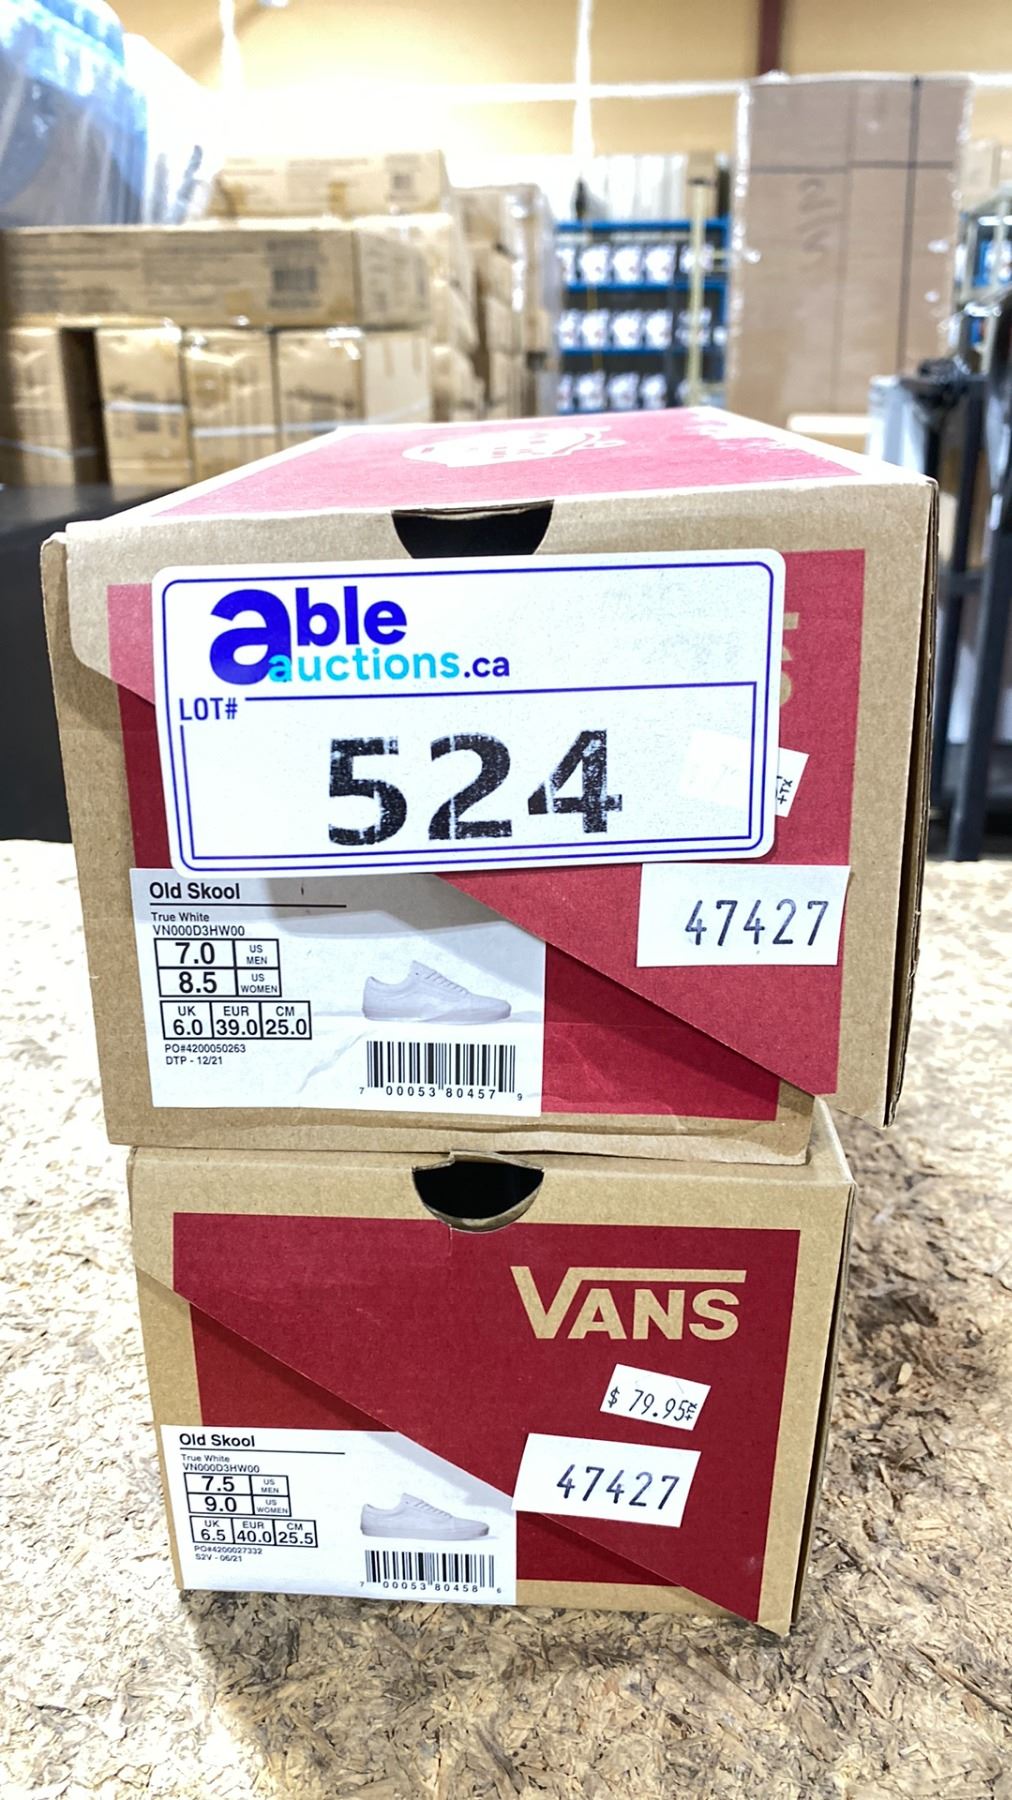 able
auctions.ca
LOT#
524
+TX
47427
Old Skool
True White
VN000D3HW00
7.0 US MEN
8.5 US WOMEN
UK EUR CM
6.0 39.0 25.0
PO#4200050263
DTP - 12/21
7 00053 80457 9
VANS
$ 79.95
47427
Old Skool
True White
VN000D3HW00
7.5 US MEN
9.0 US WOMEN
UK EUR CM
6.5 40.0 25.5
PO#4200027332
S2V - 06/21
7 00053 80458 6